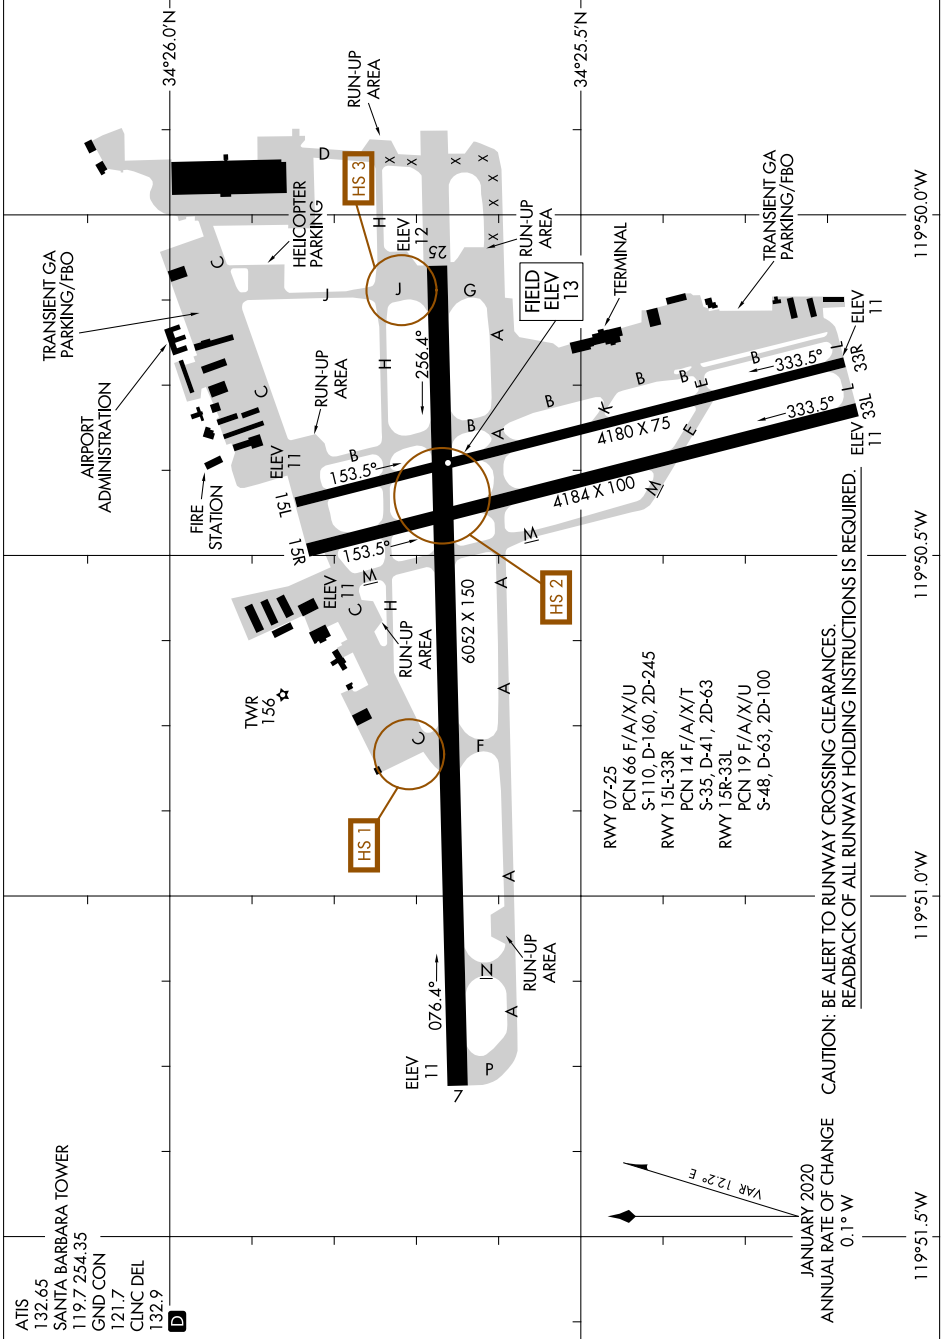 34°26.0'N
34°25.5'N
RUN-UP
AREA
D
HS 3
TRANSIENT GA
PARKING/FBO
119°50.0'W
X
X
X
X
X
X
X
H
ELEV
12
25
HELICOPTER
PARKING
C
RUN-UP
AREA
TRANSIENT GA
PARKING/FBO
J
J
G
FIELD
ELEV
13
TERMINAL
ELEV
11
AIRPORT
ADMINISTRATION
C
RUN-UP
AREA
H
256.4°
A
B
L
33R
333.5°
B
B
E
K
B
A
B
B
153.5°
4180 X 75
E
L
333.5°
33L
ELEV
11
FIRE
STATION
ELEV
11
15L
15R
153.5°
4184 X 100
M
W
119°50.5'W
HS 2
W
ELEV
11
C
H
A
RUN-UP
AREA
6052 X 150
TWR
156
A
C
F
HS 1
RWY 07-25
PCN 66 F/A/X/U
S-110, D-160, 2D-245
RWY 15L-33R
PCN 14 F/A/X/T
S-35, D-41, 2D-63
RWY 15R-33L
PCN 19 F/A/X/U
S-48, D-63, 2D-100
119°51.0'W
A
RUN-UP
AREA
N
A
076.4°
P
ELEV
11
7
CAUTION: BE ALERT TO RUNWAY CROSSING CLEARANCES.
READBACK OF ALL RUNWAY HOLDING INSTRUCTIONS IS REQUIRED.
VAR 12.2° E
JANUARY 2020
ANNUAL RATE OF CHANGE
0.1° W
119°51.5'W
ATIS
132.65
SANTA BARBARA TOWER
119.7 254.35
GND CON
121.7
CLNC DEL
132.9
D